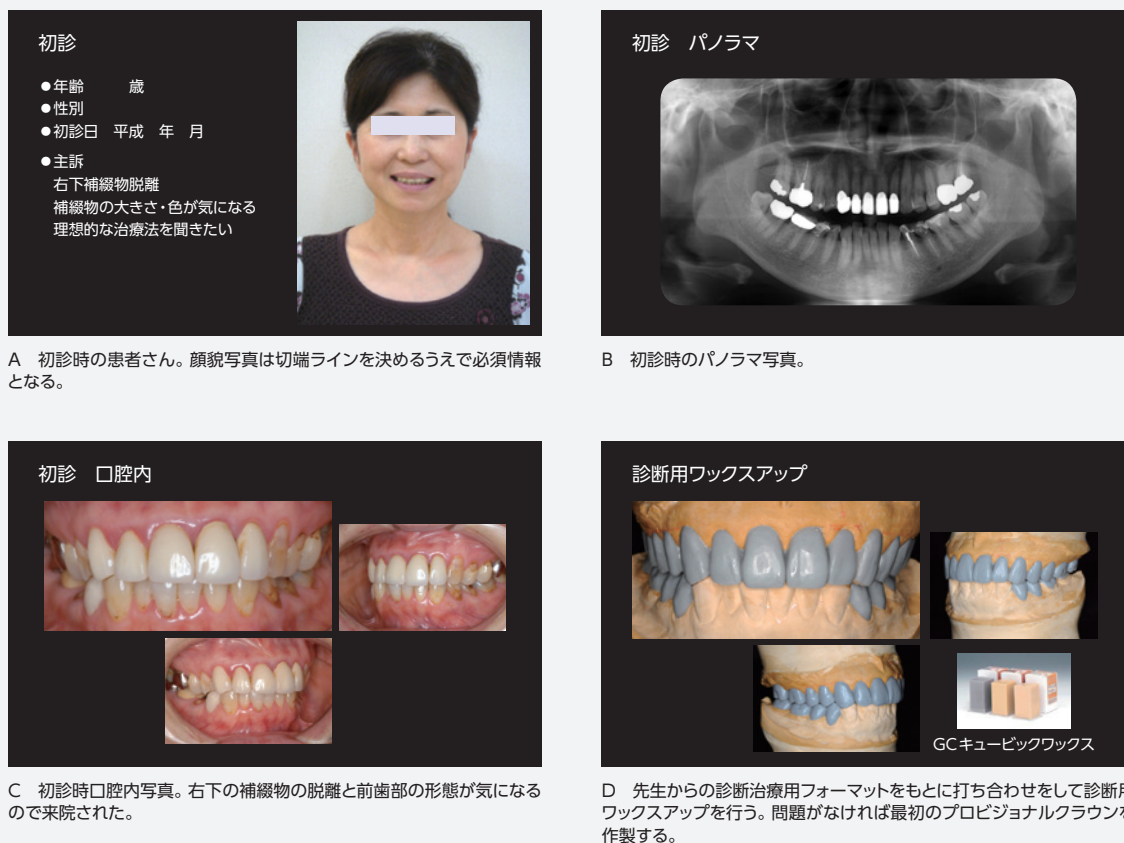 初診
●年齢　　　歳
●性別
●初診日　平成　年　月
●主訴
右下補綴物脱離
補綴物の大きさ・色が気になる
理想的な治療法を聞きたい
A　初診時の患者さん。顔貌写真は切端ラインを決めるうえで必須情報
となる。
初診　パノラマ
B　初診時のパノラマ写真。
初診　口腔内
C　初診時口腔内写真。右下の補綴物の脱離と前歯部の形態が気になる
ので来院された。
診断用ワックスアップ
GCキュービックワックス
D　先生からの診断治療用フォーマットをもとに打ち合わせをして診断用
ワックスアップを行う。問題がなければ最初のプロビジョナルクラウンを
作製する。